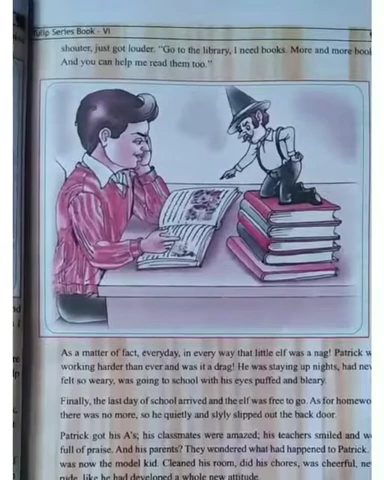 Tulip Series Book - VI
shouter, just got louder. "Go to the library, I need books. More and more
And you can help me read them too."
As a matter of fact, everyday, in every way that little elf was a nag! Patrick
working harder than ever and was it a drag! He was staying up nights, had
felt so weary, was going to school with his eyes puffed and bleary.
Finally, the last day of school arrived and the elf was free to go. As for
there was no more, so he quietly and slyly slipped out the back door.
Patrick got his A's; his classmates were amazed; his teachers smiled and
full of praise. And his parents? They wondered what had happened to Patrick.
was now the model kid. Cleaned his room, did his chores, was cheerful,
rude, like he had developed a whole new attitude.